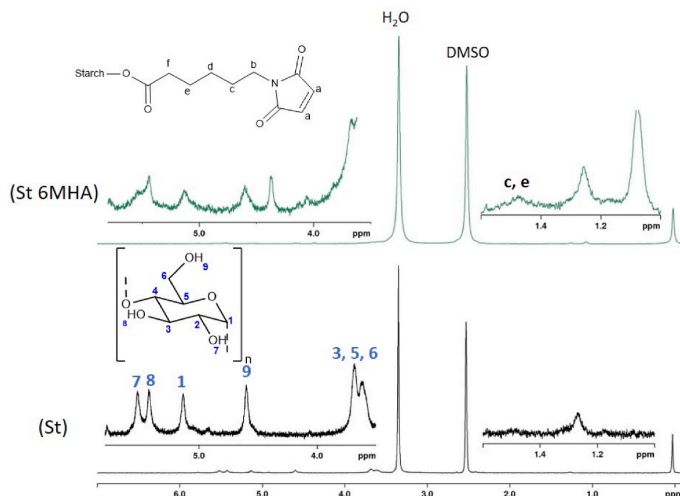 H₂O
DMSO
Starch
O
O
f
e
d
c
b
N
O
O
a
a
(St 6MHA)
c, e
5.0
4.0
ppm
1.4
1.2
ppm
OH
9
6
4
5
O
O
HO
8
3
2
1
OH
7
n
7
8
1
9
3, 5, 6
(St)
5.0
4.0
ppm
1.4
1.2
ppm
6.0
5.0
4.0
3.0
2.0
1.0
ppm